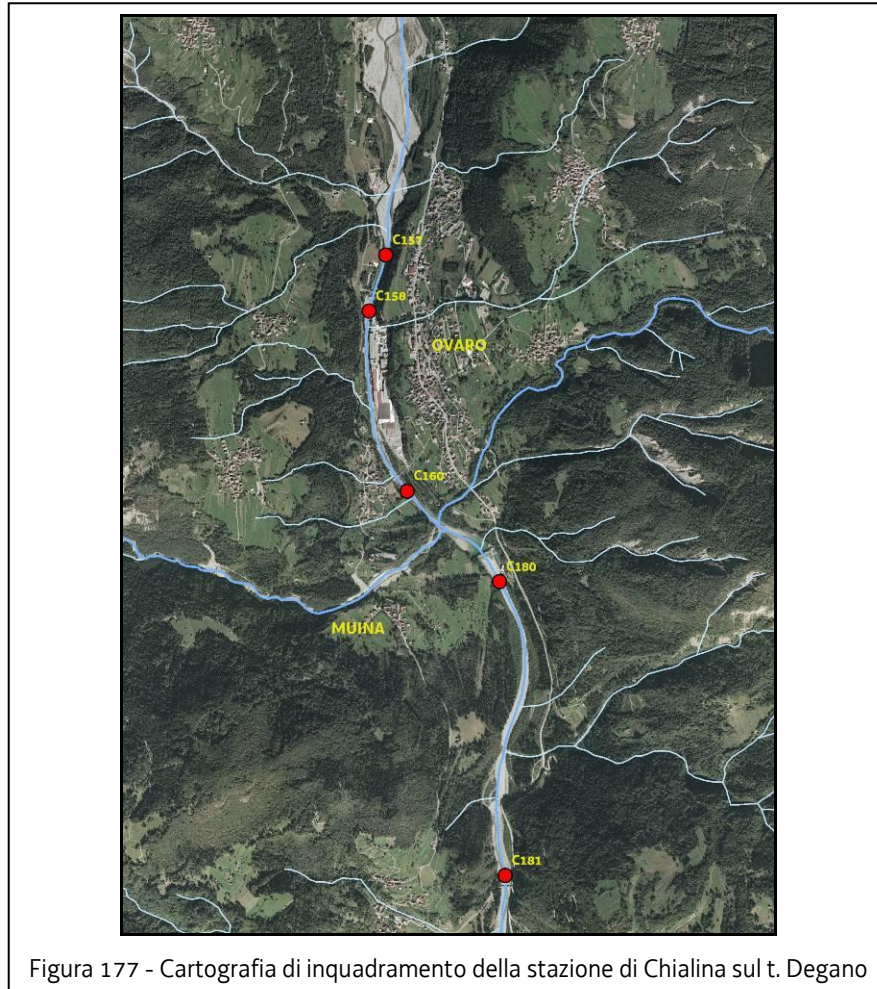 C157
C158
OVARO
C160
C180
MUINA
C181
Figura 177 - Cartografia di inquadramento della stazione di Chialina sul t. Degano